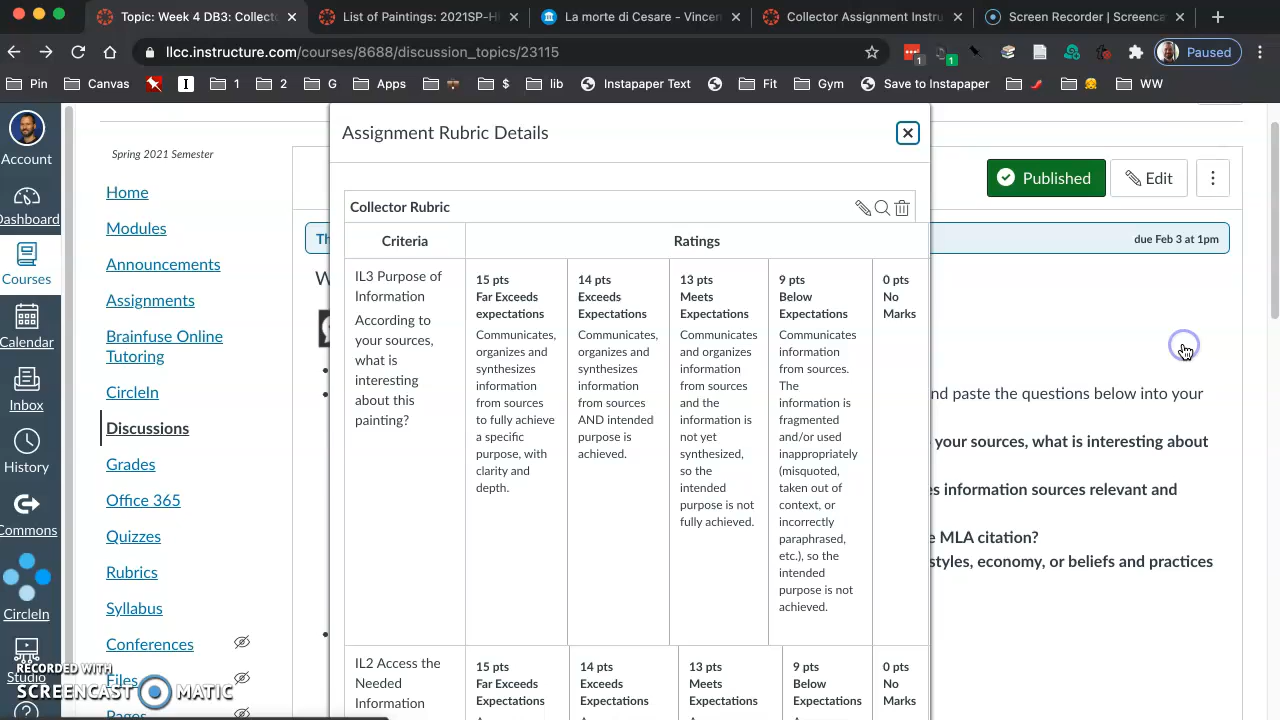 Topic: Week 4 DB3: Collect
List of Paintings: 2021SP-H
La morte di Cesare - Vincen
Collector Assignment Instru
Screen Recorder | Screenca
llcc.instructure.com/courses/8688/discussion_topics/23115
1
1
Paused
Pin
Canvas
1
2
G
Apps
$
lib
Instapaper Text
Fit
Gym
Save to Instapaper
WW
Account
Dashboard
Courses
Calendar
Inbox
History
Commons
CircleIn
Studio
Spring 2021 Semester
Home
Modules
Announcements
Assignments
Brainfuse Online
Tutoring
CircleIn
Discussions
Grades
Office 365
Quizzes
Rubrics
Syllabus
Conferences
Files
Pages
RECORDED WITH
SCREENCAST MATIC
Published
Edit
Th
due Feb 3 at 1pm
W
nd paste the questions below into your
your sources, what is interesting about
es information sources relevant and
e MLA citation?
styles, economy, or beliefs and practices
Assignment Rubric Details
Collector Rubric
Criteria
Ratings
IL3 Purpose of
Information
According to
your sources,
what is
interesting
about this
painting?
15 pts
Far Exceeds
expectations
Communicates,
organizes and
synthesizes
information
from sources
to fully achieve
a specific
purpose, with
clarity and
depth.
14 pts
Exceeds
Expectations
Communicates,
organizes and
synthesizes
information
from sources
AND intended
purpose is
achieved.
13 pts
Meets
Expectations
Communicates
and organizes
information
from sources
and the
information is
not yet
synthesized,
so the
intended
purpose is not
fully achieved.
9 pts
Below
Expectations
Communicates
information
from sources.
The
information is
fragmented
and/or used
inappropriately
(misquoted,
taken out of
context, or
incorrectly
paraphrased,
etc.), so the
intended
purpose is not
achieved.
0 pts
No
Marks
IL2 Access the
Needed
Information
15 pts
Far Exceeds
Expectations
14 pts
Exceeds
Expectations
13 pts
Meets
Expectations
9 pts
Below
Expectations
0 pts
No
Marks